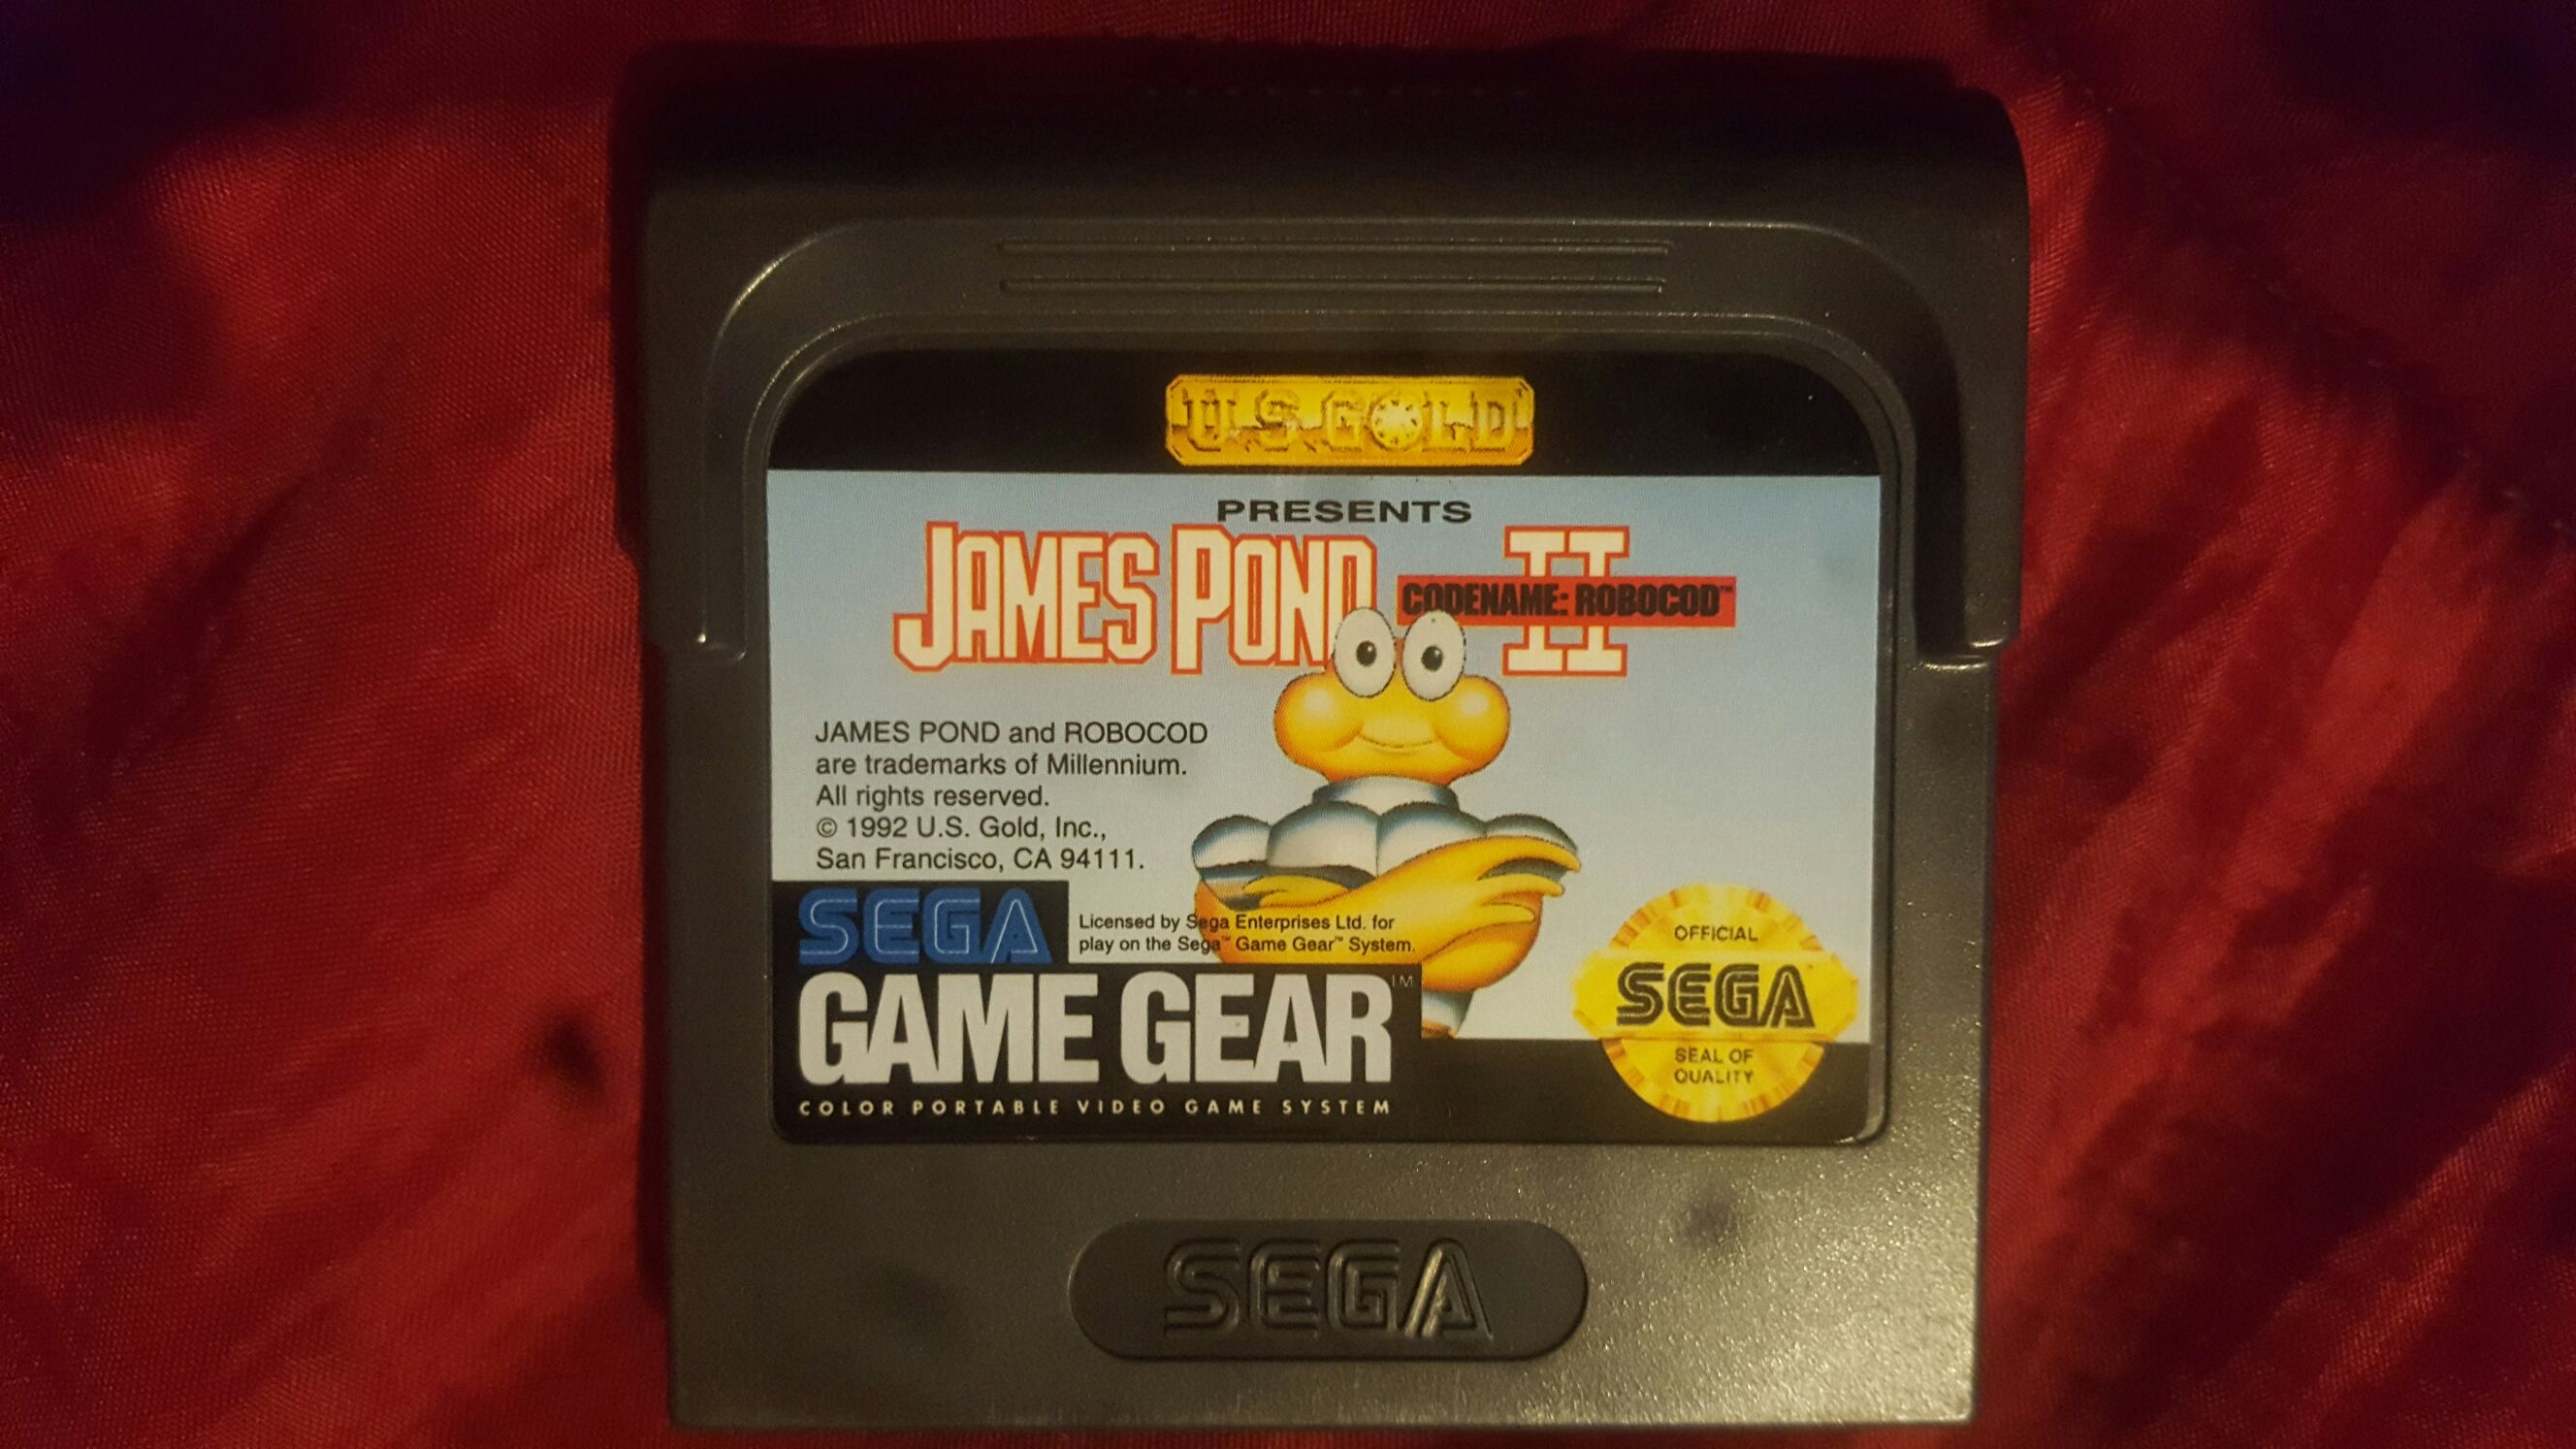 U.S. GOLD
PRESENTS
JAMES POND II
CODENAME: ROBOCOD™
JAMES POND and ROBOCOD
are trademarks of Millennium.
All rights reserved.
© 1992 U.S. Gold, Inc.,
San Francisco, CA 94111.
SEGA
Licensed by Sega Enterprises Ltd. for
play on the Sega™ Game Gear™ System.
GAME GEAR™
COLOR PORTABLE VIDEO GAME SYSTEM
OFFICIAL
SEGA
SEAL OF
QUALITY
SEGA